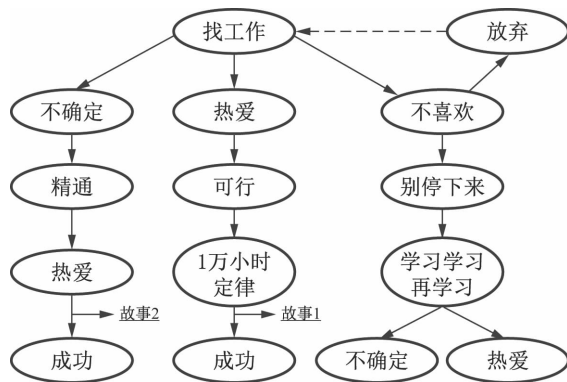 找工作
放弃
不确定
热爱
不喜欢
精通
可行
别停下来
热爱
1万小时
定律
学习学习
再学习
故事2
故事1
成功
成功
不确定
热爱